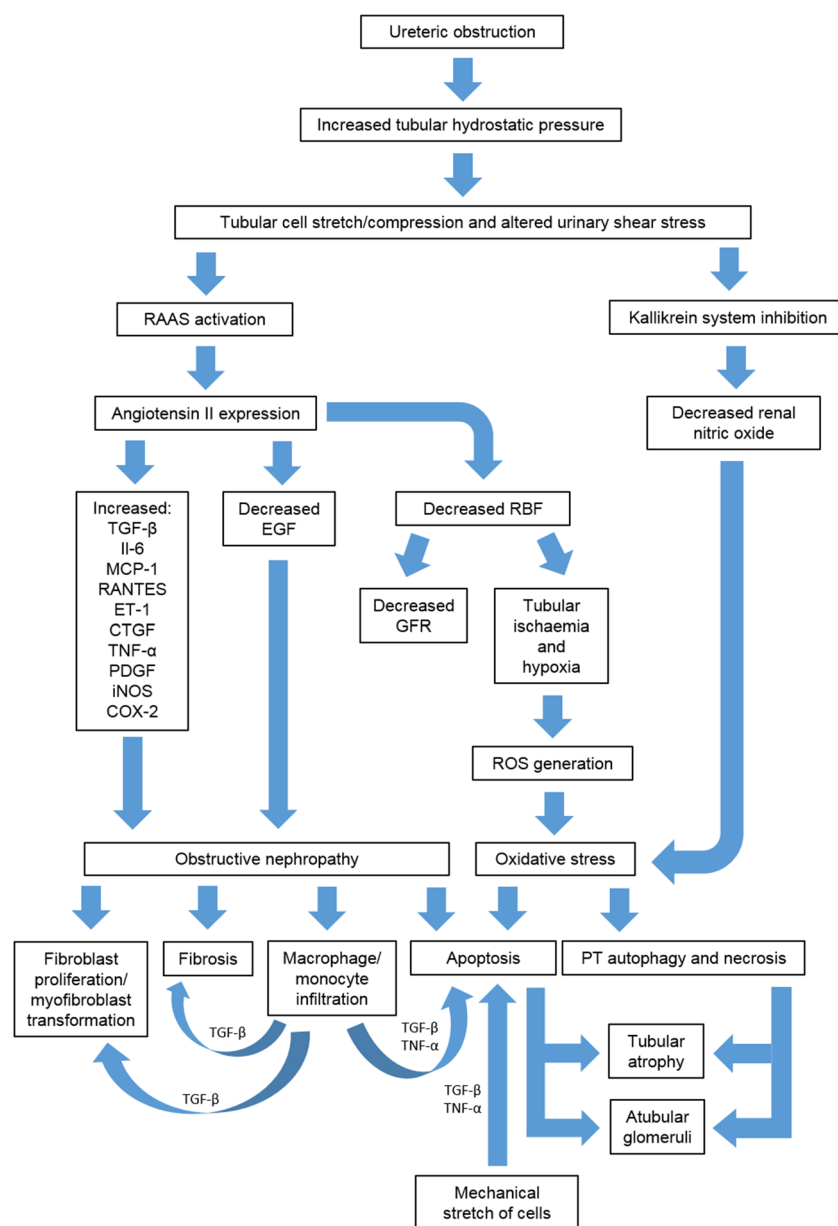 Ureteric obstruction
Increased tubular hydrostatic pressure
Tubular cell stretch/compression and altered urinary shear stress
RAAS activation
Kallikrein system inhibition
Angiotensin II expression
Decreased renal
nitric oxide
Increased:
TGF-β
Il-6
MCP-1
RANTES
ET-1
CTGF
TNF-α
PDGF
iNOS
COX-2
Decreased
EGF
Decreased RBF
Decreased
GFR
Tubular
ischaemia
and
hypoxia
ROS generation
Obstructive nephropathy
Oxidative stress
Fibroblast
proliferation/
myofibroblast
transformation
Fibrosis
Macrophage/
monocyte
infiltration
Apoptosis
PT autophagy and necrosis
TGF-β
TGF-β
TNF-α
TGF-β
TGF-β
TNF-α
Tubular
atrophy
Atubular
glomeruli
Mechanical
stretch of cells